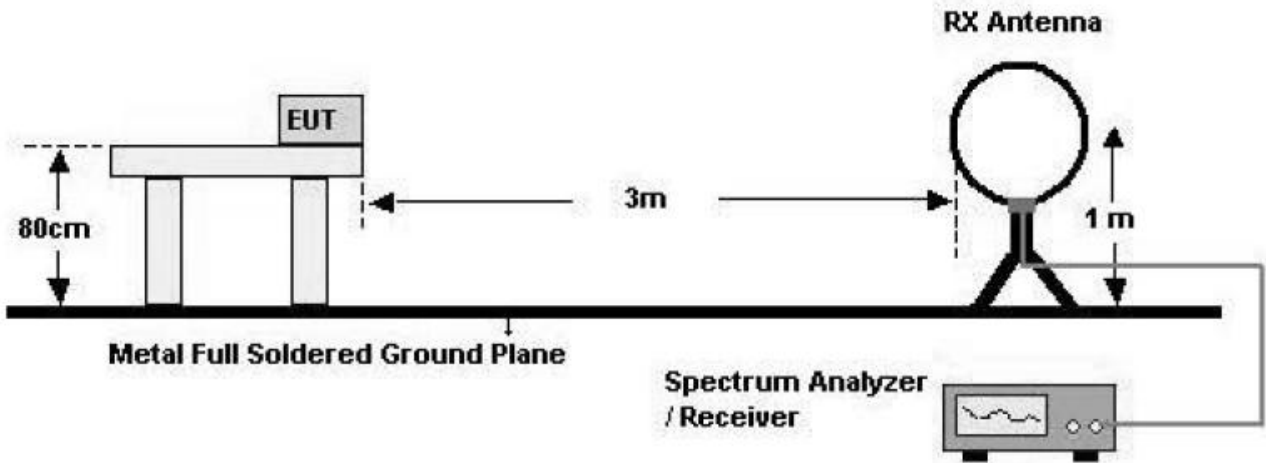 RX Antenna
EUT
80cm
3m
1 m
Metal Full Soldered Ground Plane
Spectrum Analyzer
/ Receiver